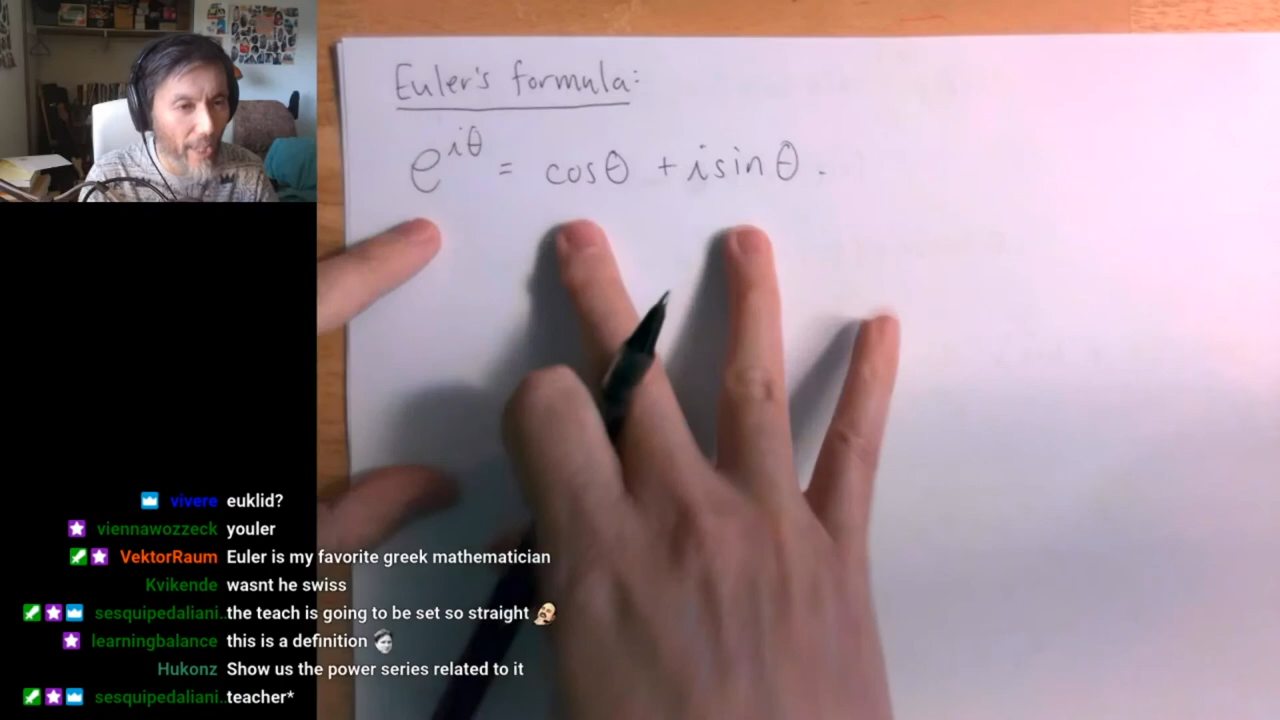 Euler's formula:
e^{iθ} = cos θ + i sin θ.
vivere euklid?
viennawozzeck youler
VektorRaum Euler is my favorite greek mathematician
Kvikende wasnt he swiss
sesquipedaliani.. the teach is going to be set so straight
learningbalance this is a definition
Hukonz Show us the power series related to it
sesquipedaliani.. teacher*